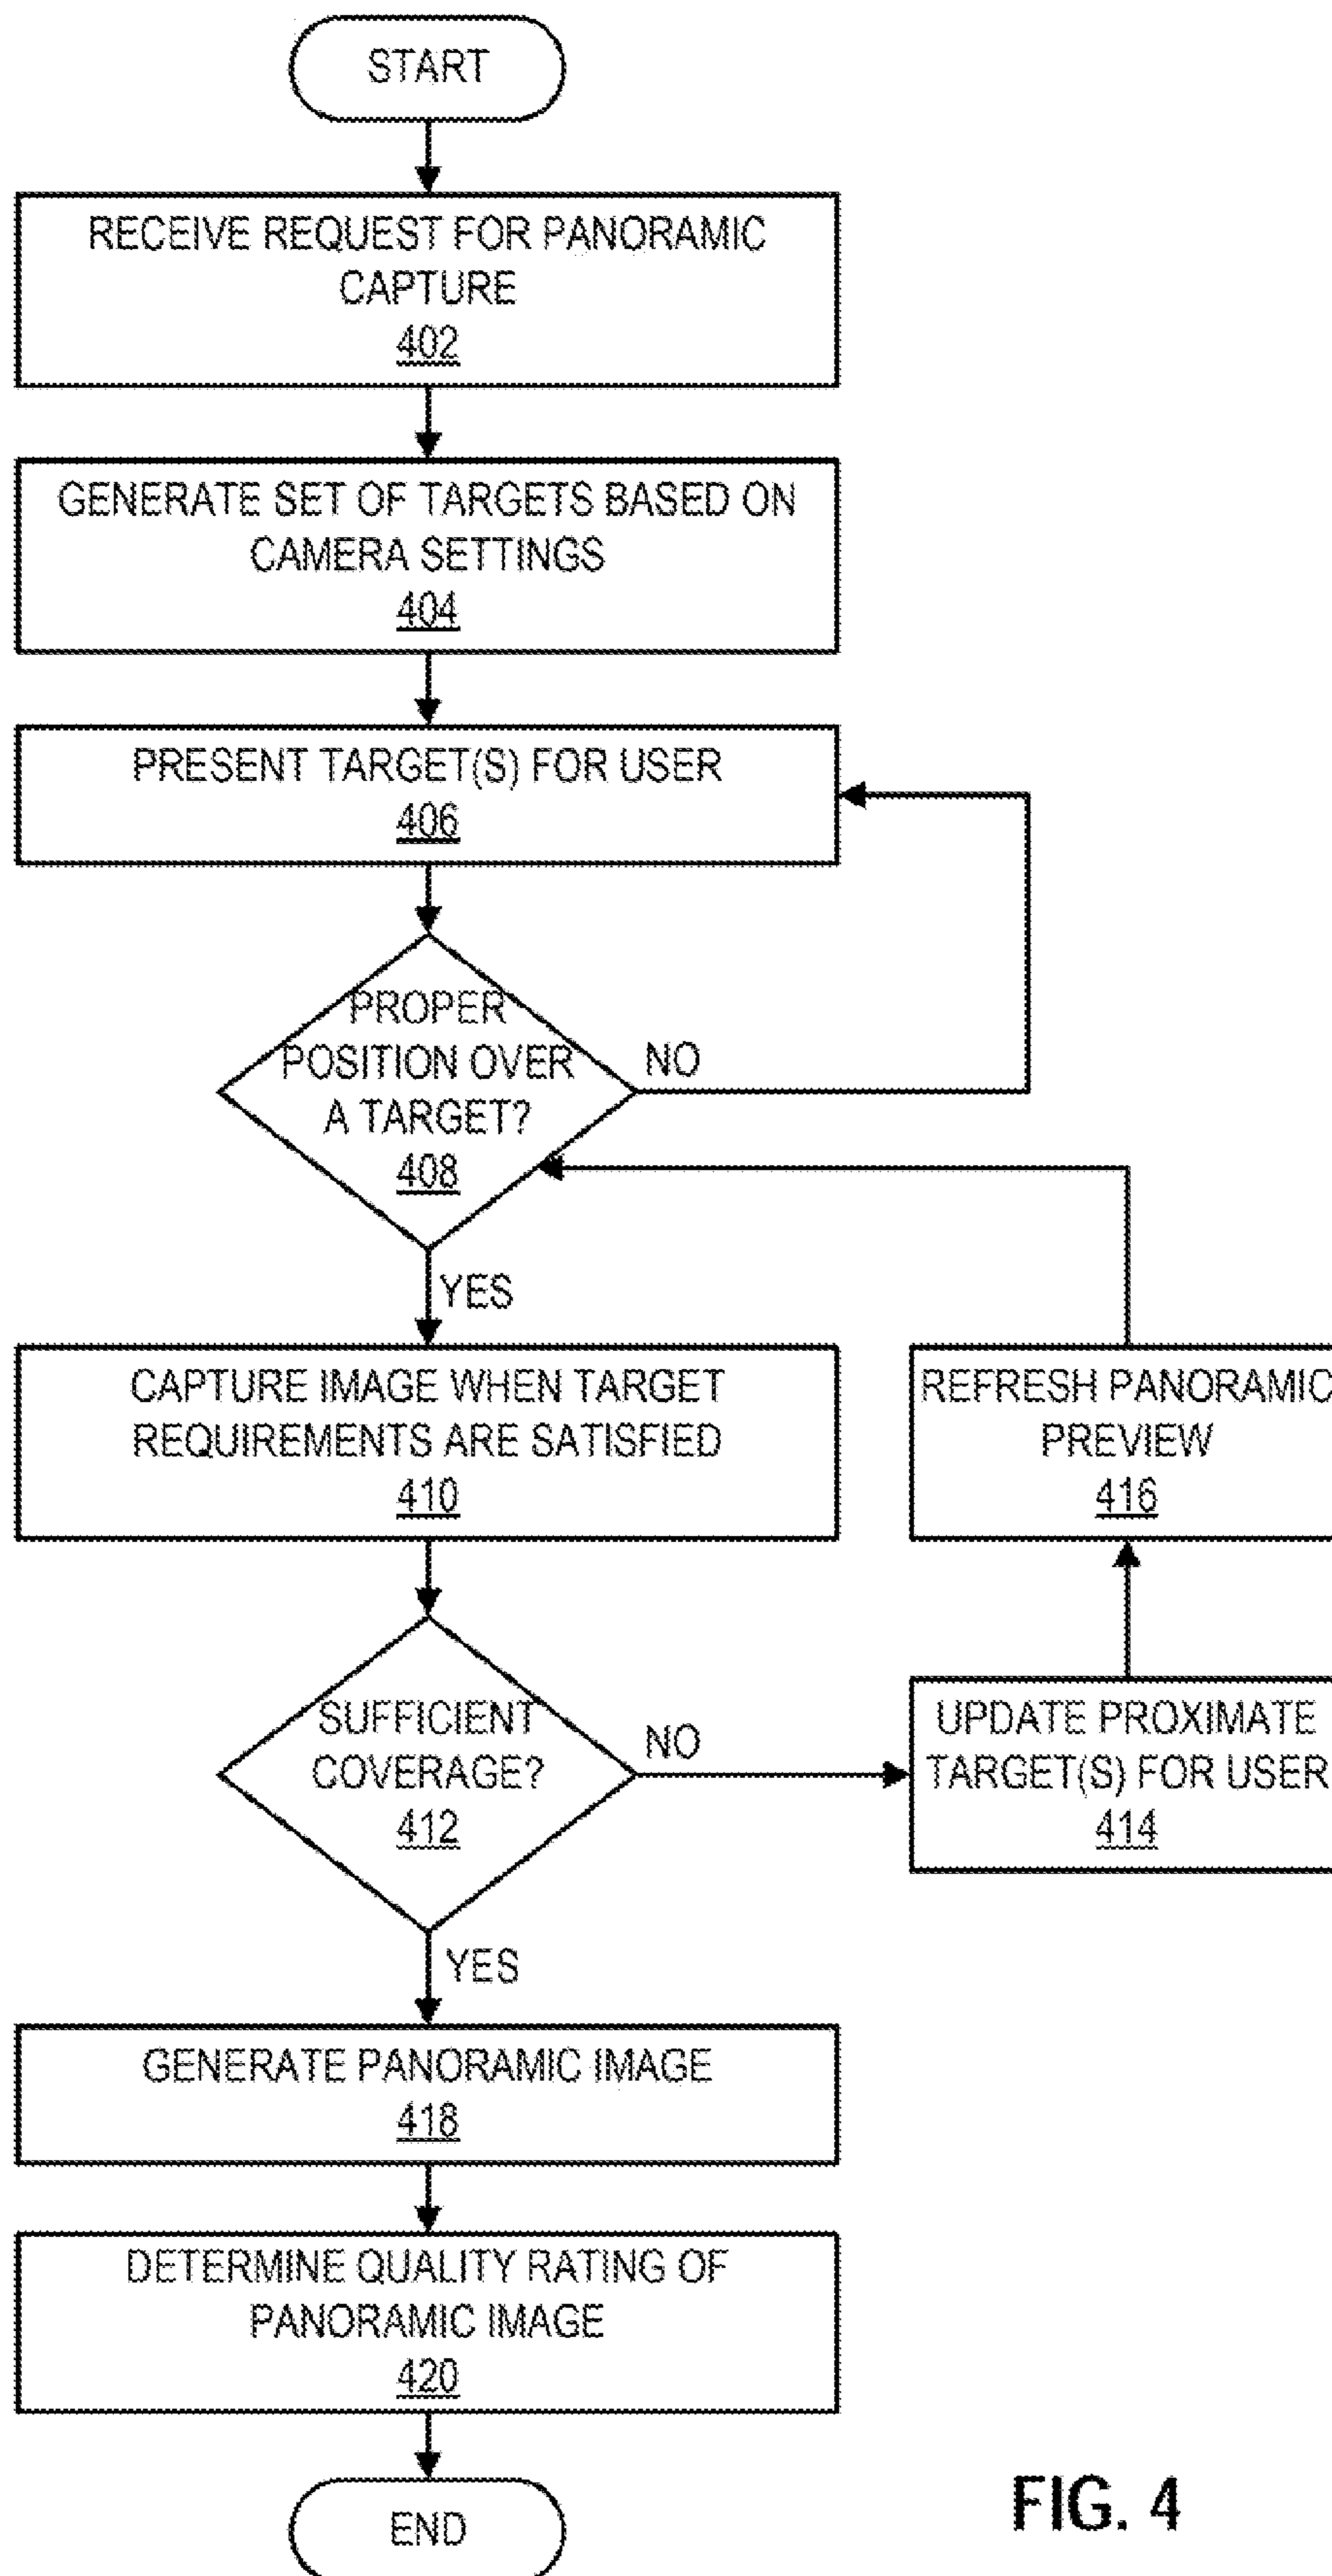 START
RECEIVE REQUEST FOR PANORAMIC
CAPTURE
402
GENERATE SET OF TARGETS BASED ON
CAMERA SETTINGS
404
PRESENT TARGET(S) FOR USER
406
PROPER
POSITION OVER
A TARGET?
408
NO
YES
CAPTURE IMAGE WHEN TARGET
REQUIREMENTS ARE SATISFIED
410
REFRESH PANORAMIC
PREVIEW
416
SUFFICIENT
COVERAGE?
412
NO
UPDATE PROXIMATE
TARGET(S) FOR USER
414
YES
GENERATE PANORAMIC IMAGE
418
DETERMINE QUALITY RATING OF
PANORAMIC IMAGE
420
END
FIG. 4